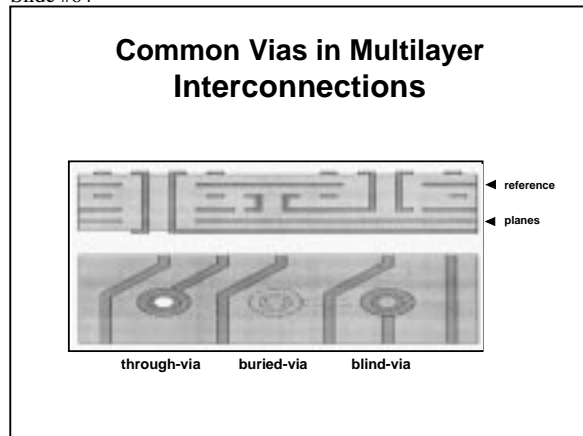 Common Vias in Multilayer
Interconnections
reference
planes
through-via buried-via blind-via